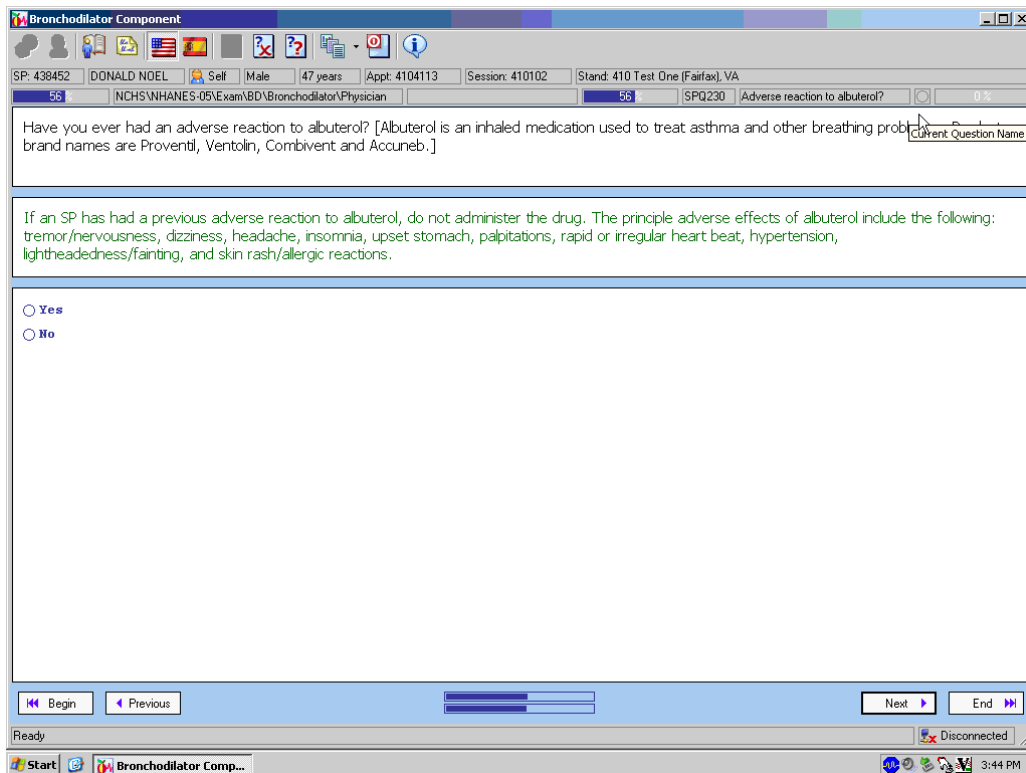 Bronchodilator Component
SP: 438452 DONALD NOEL Self Male 47 years Appt: 4104113 Session: 410102 Stand: 410 Test One (Fairfax), VA
56 % NCHS\NHANES-05\Exam\BD\Bronchodilator\Physician 56 % SPQ230 Adverse reaction to albuterol? 0 %
Have you ever had an adverse reaction to albuterol? [Albuterol is an inhaled medication used to treat asthma and other breathing
brand names are Proventil, Ventolin, Combivent and Accuneb.]
Current Question Name
If an SP has had a previous adverse reaction to albuterol, do not administer the drug. The principle adverse effects of albuterol include the following:
tremor/nervousness, dizziness, headache, insomnia, upset stomach, palpitations, rapid or irregular heart beat, hypertension,
lightheadedness/fainting, and skin rash/allergic reactions.
Yes
No
Begin Previous Next End
Ready Disconnected
Start Bronchodilator Comp... 3:44 PM